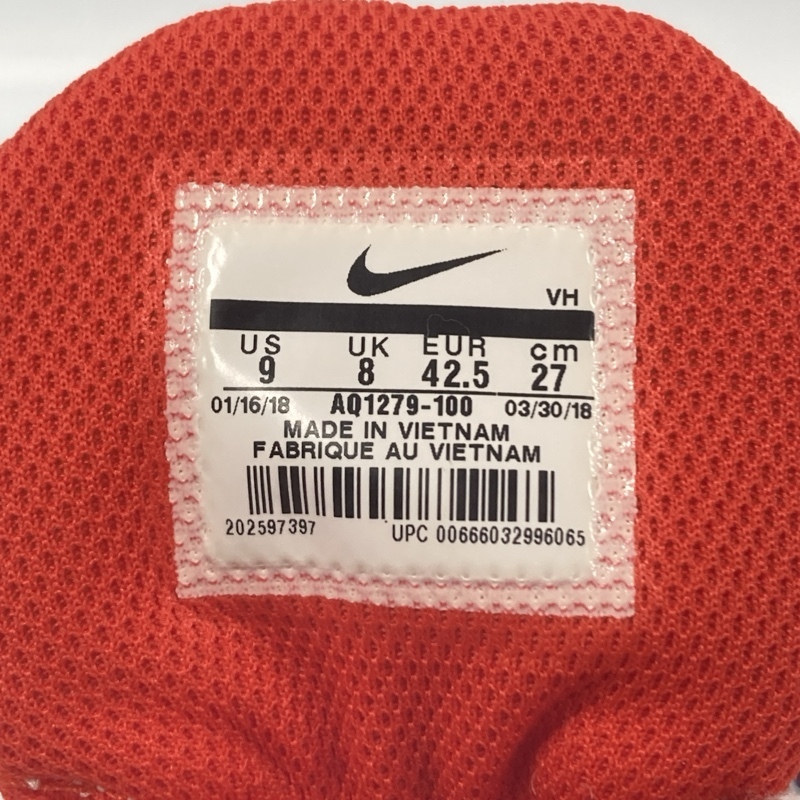 VH
US UK EUR cm
9 8 42.5 27
01/16/18 AQ1279-100 03/30/18
MADE IN VIETNAM
FABRIQUE AU VIETNAM
202597397 UPC 00666032996065